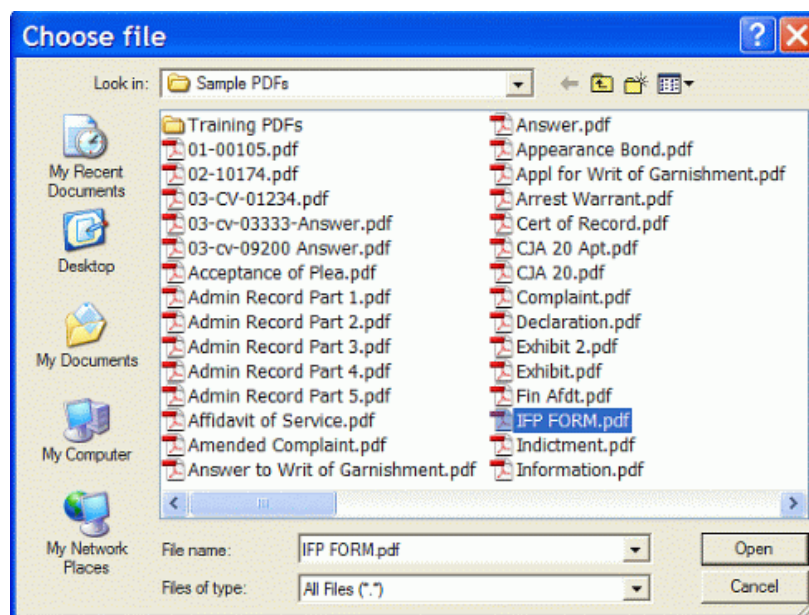 Choose file
Look in: Sample PDFs
My Recent
Documents
Desktop
My Documents
My Computer
My Network
Places
Training PDFs
01-00105.pdf
02-10174.pdf
03-CV-01234.pdf
03-cv-03333-Answer.pdf
03-cv-09200 Answer.pdf
Acceptance of Plea.pdf
Admin Record Part 1.pdf
Admin Record Part 2.pdf
Admin Record Part 3.pdf
Admin Record Part 4.pdf
Admin Record Part 5.pdf
Affidavit of Service.pdf
Amended Complaint.pdf
Answer to Writ of Garnishment.pdf
Answer.pdf
Appearance Bond.pdf
Appl for Writ of Garnishment.pdf
Arrest Warrant.pdf
Cert of Record.pdf
CJA 20 Apt.pdf
CJA 20.pdf
Complaint.pdf
Declaration.pdf
Exhibit 2.pdf
Exhibit.pdf
Fin Afdt.pdf
IFP FORM.pdf
Indictment.pdf
Information.pdf
File name: IFP FORM.pdf Open
Files of type: All Files (*.*) Cancel